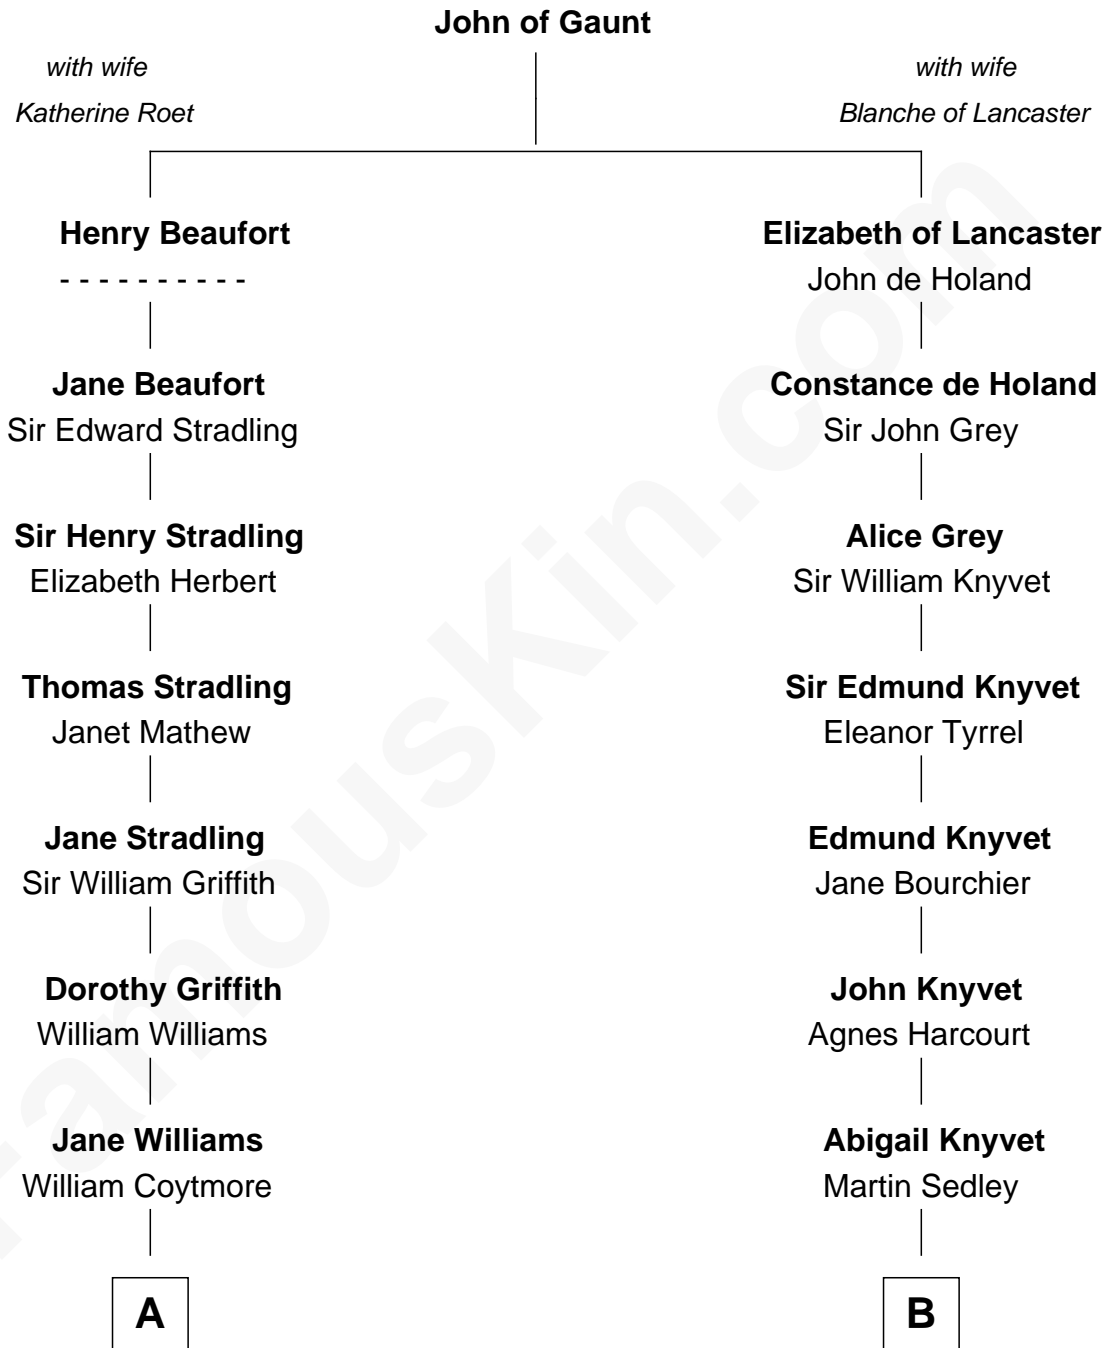 John of Gaunt
with wife
Katherine Roet
with wife
Blanche of Lancaster
Henry Beaufort
- - - - - - - - - -
Jane Beaufort
Sir Edward Stradling
Sir Henry Stradling
Elizabeth Herbert
Thomas Stradling
Janet Mathew
Jane Stradling
Sir William Griffith
Dorothy Griffith
William Williams
Jane Williams
William Coytmore
A
Elizabeth of Lancaster
John de Holand
Constance de Holand
Sir John Grey
Alice Grey
Sir William Knyvet
Sir Edmund Knyvet
Eleanor Tyrrel
Edmund Knyvet
Jane Bourchier
John Knyvet
Agnes Harcourt
Abigail Knyvet
Martin Sedley
B
FamousKin.com